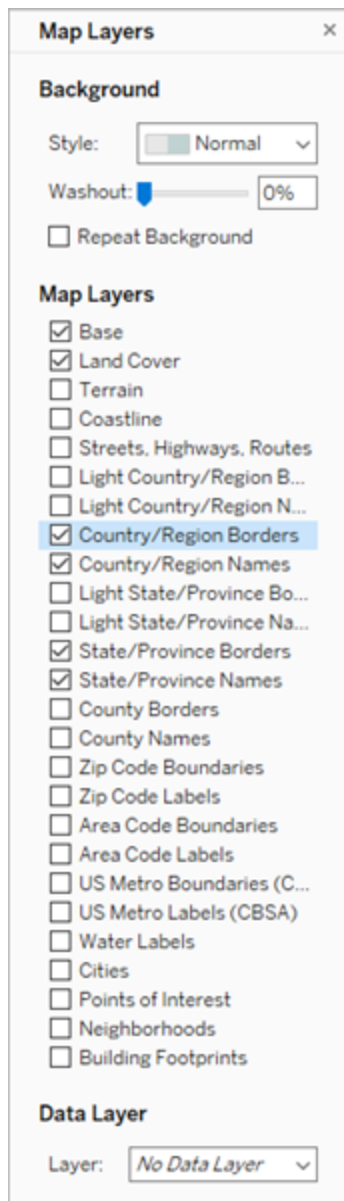 Map Layers
Background
Style: Normal
Washout: 0%
Repeat Background
Map Layers
Base
Land Cover
Terrain
Coastline
Streets, Highways, Routes
Light Country/Region B...
Light Country/Region N...
Country/Region Borders
Country/Region Names
Light State/Province Bo...
Light State/Province Na...
State/Province Borders
State/Province Names
County Borders
County Names
Zip Code Boundaries
Zip Code Labels
Area Code Boundaries
Area Code Labels
US Metro Boundaries (C...
US Metro Labels (CBSA)
Water Labels
Cities
Points of Interest
Neighborhoods
Building Footprints
Data Layer
Layer: No Data Layer